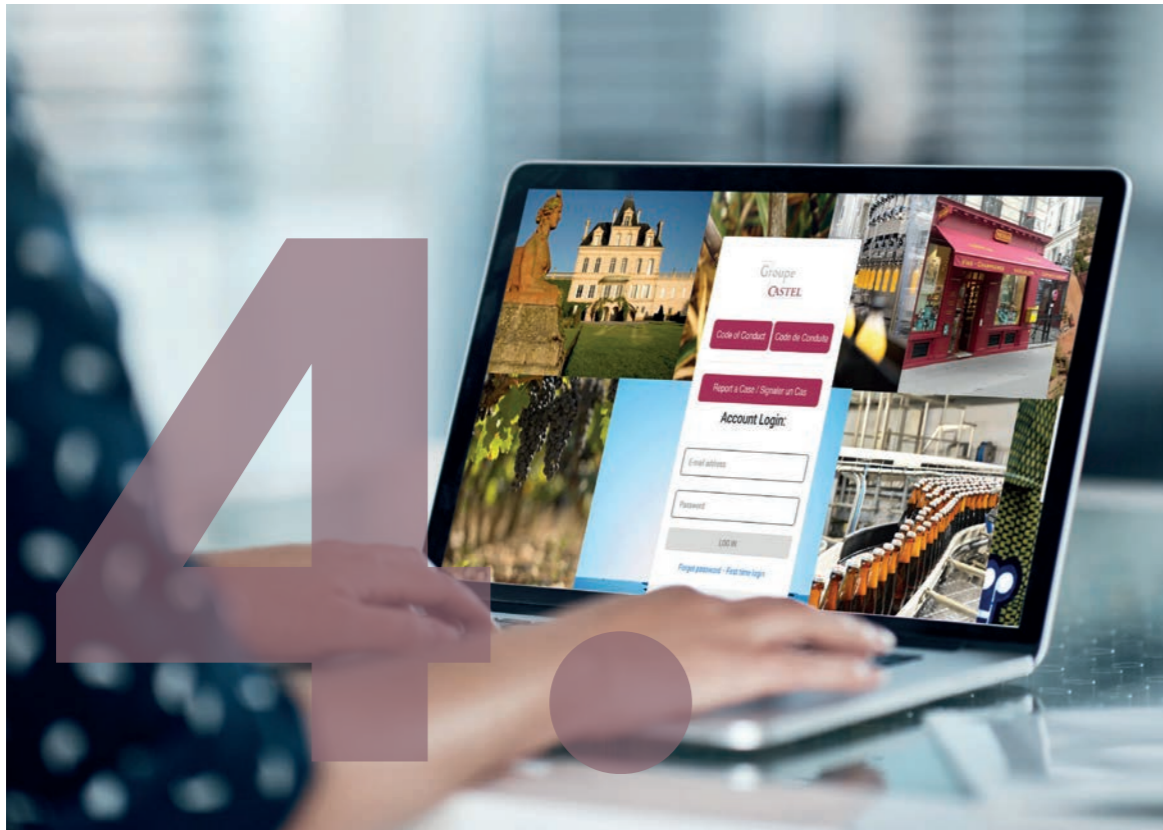 4.
Groupe
CASTEL
Code of Conduct
Code de Conduite
Report a Case / Signaler un Cas
Account Login:
E-mail address
Password
LOG IN
Forgot password - First time login